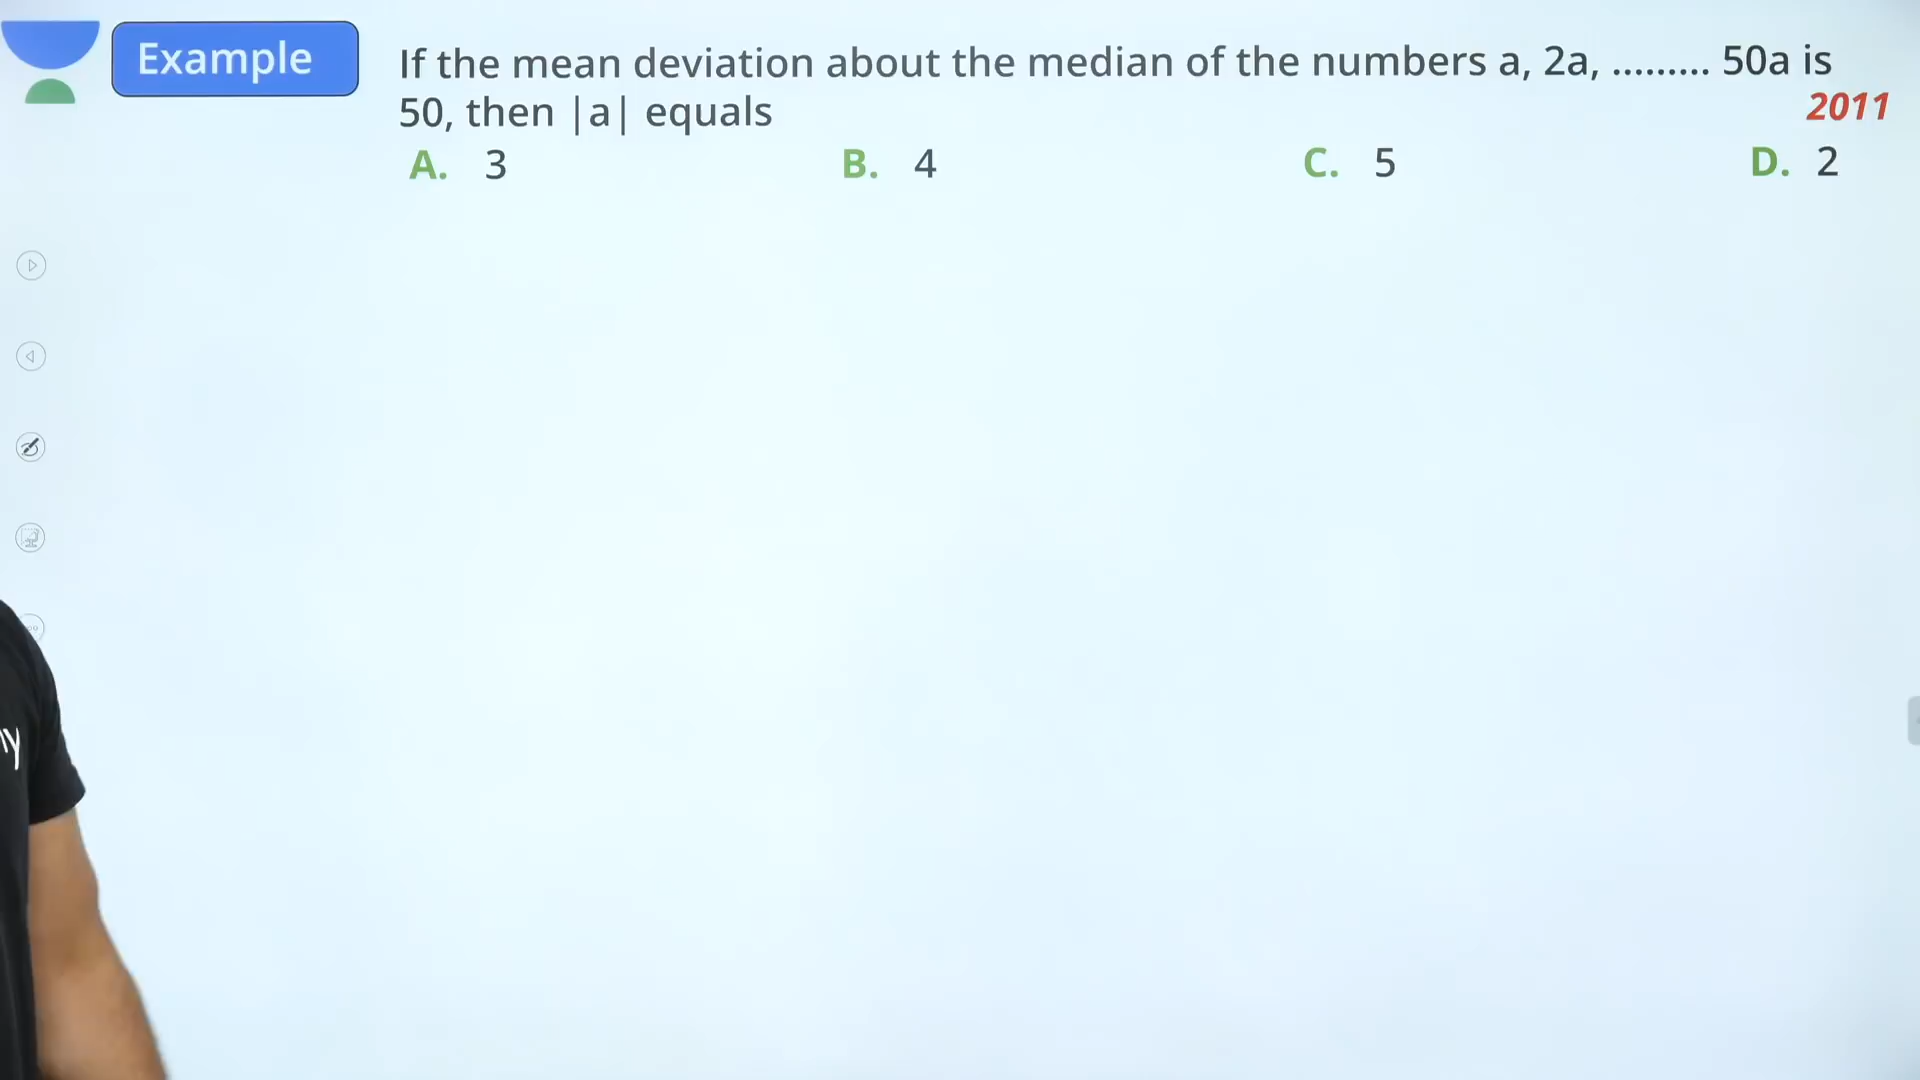 Example
If the mean deviation about the median of the numbers a, 2a, ......... 50a is
50, then |a| equals
2011
A. 3 B. 4 C. 5 D. 2